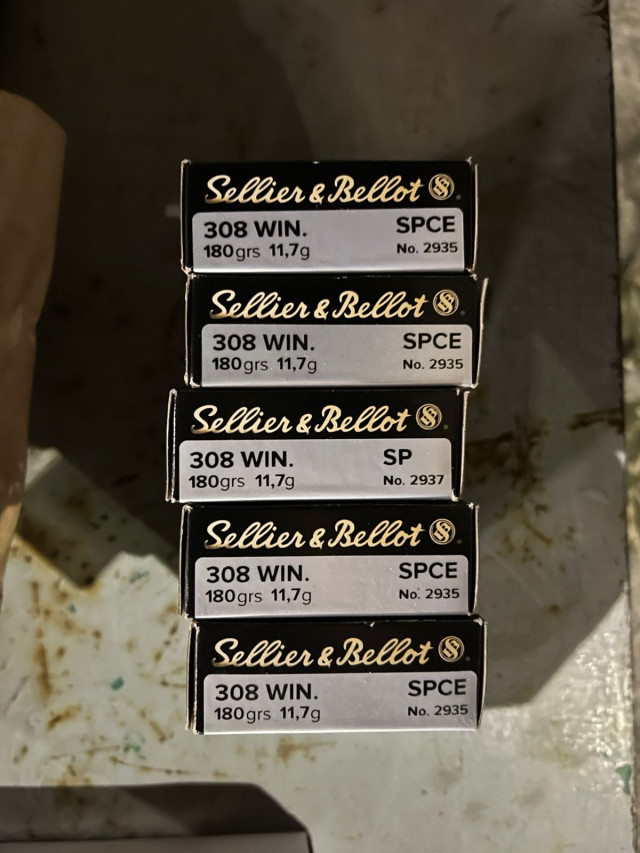 Sellier & Bellot
308 WIN. SPCE
180grs 11,7g No. 2935
Sellier & Bellot
308 WIN. SPCE
180grs 11,7g No. 2935
Sellier & Bellot
308 WIN. SP
180grs 11,7g No. 2937
Sellier & Bellot
308 WIN. SPCE
180grs 11,7g No. 2935
Sellier & Bellot
308 WIN. SPCE
180grs 11,7g No. 2935